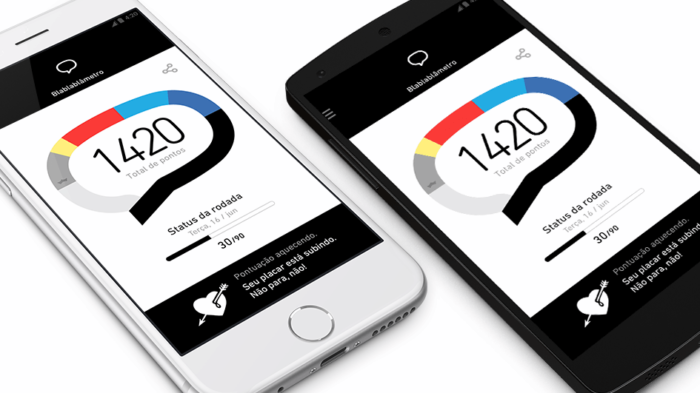 4:20
Blablablâmetro
1420
Total de pontos
Status da rodada
Terça, 16 / jun
30/90
Pontuação aquecendo.
Seu placar está subindo.
Não para, não!
Blablablâmetro
1420
Total de pontos
Status da rodada
Terça, 16 / jun
30/90
Pontuação aquecendo.
Seu placar está subindo.
Não para, não!